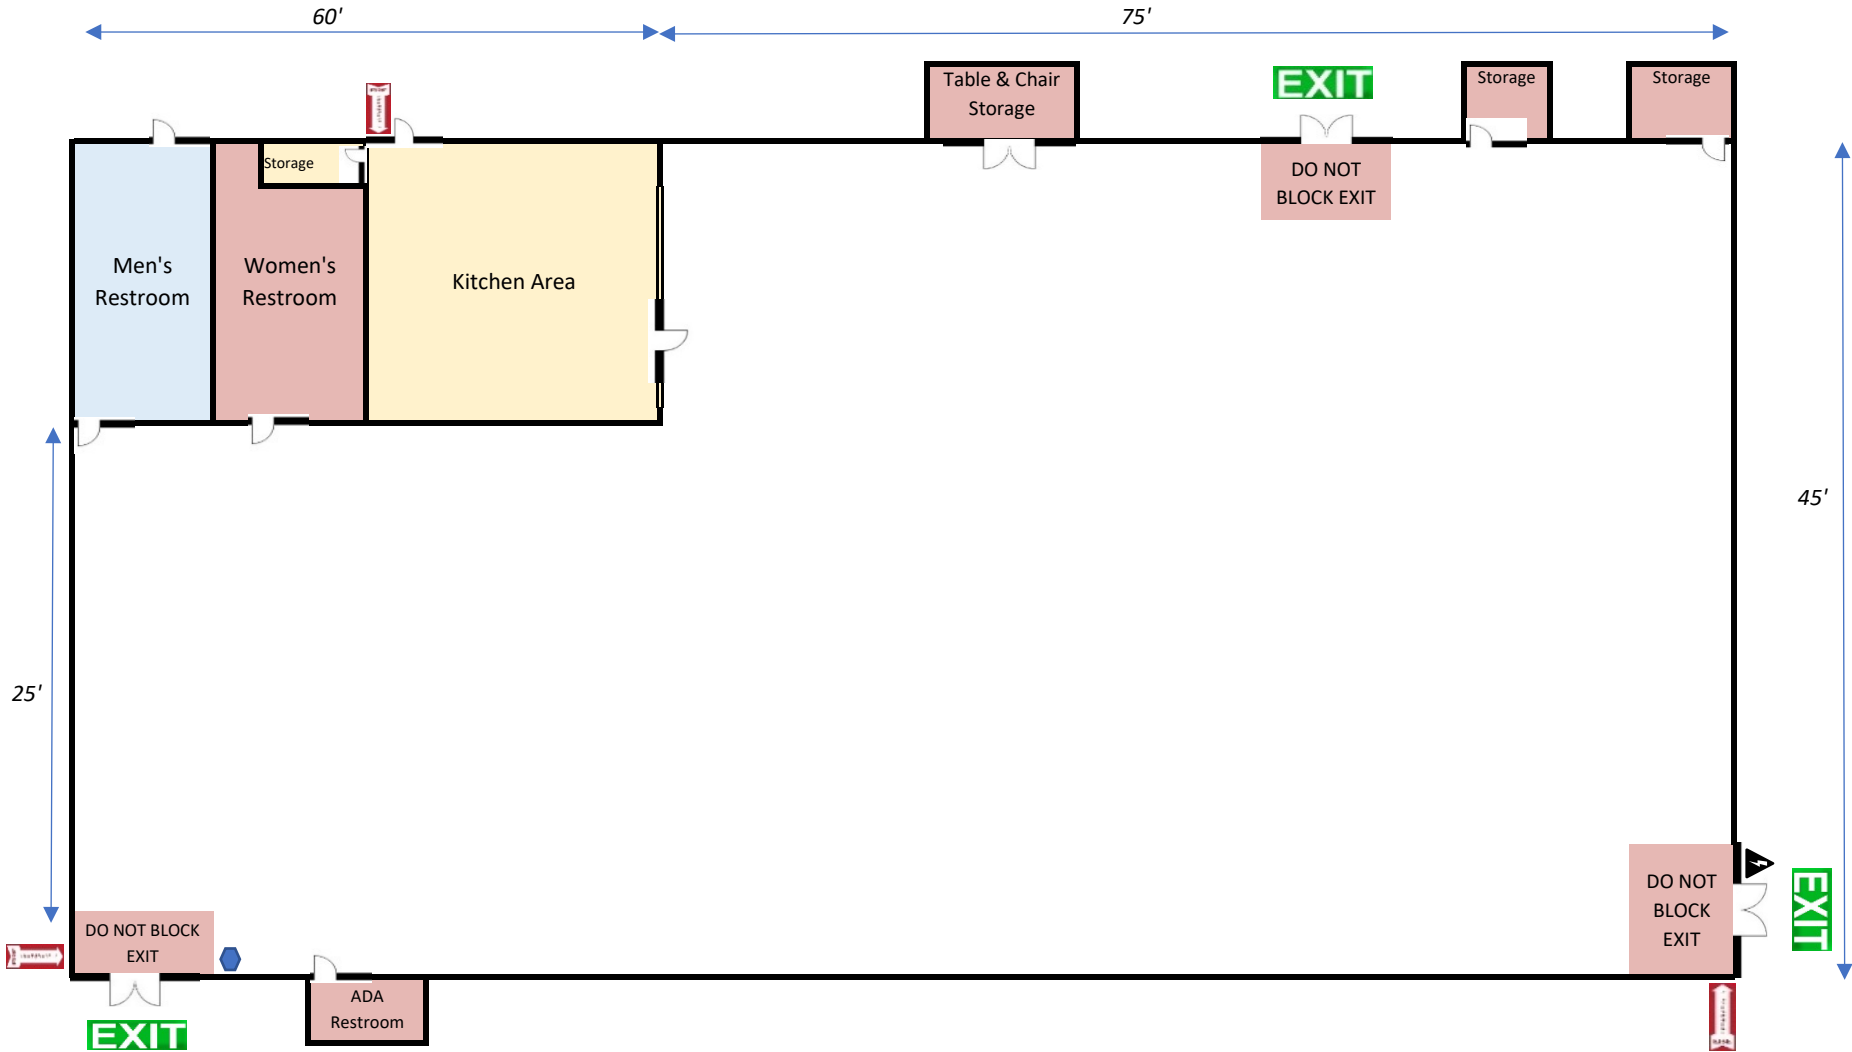 60'
75'
Table & Chair
Storage
EXIT
Storage
Storage
Storage
DO NOT
BLOCK EXIT
Men's
Restroom
Women's
Restroom
Kitchen Area
45'
25'
DO NOT
BLOCK
EXIT
EXIT
DO NOT BLOCK
EXIT
ADA
Restroom
EXIT